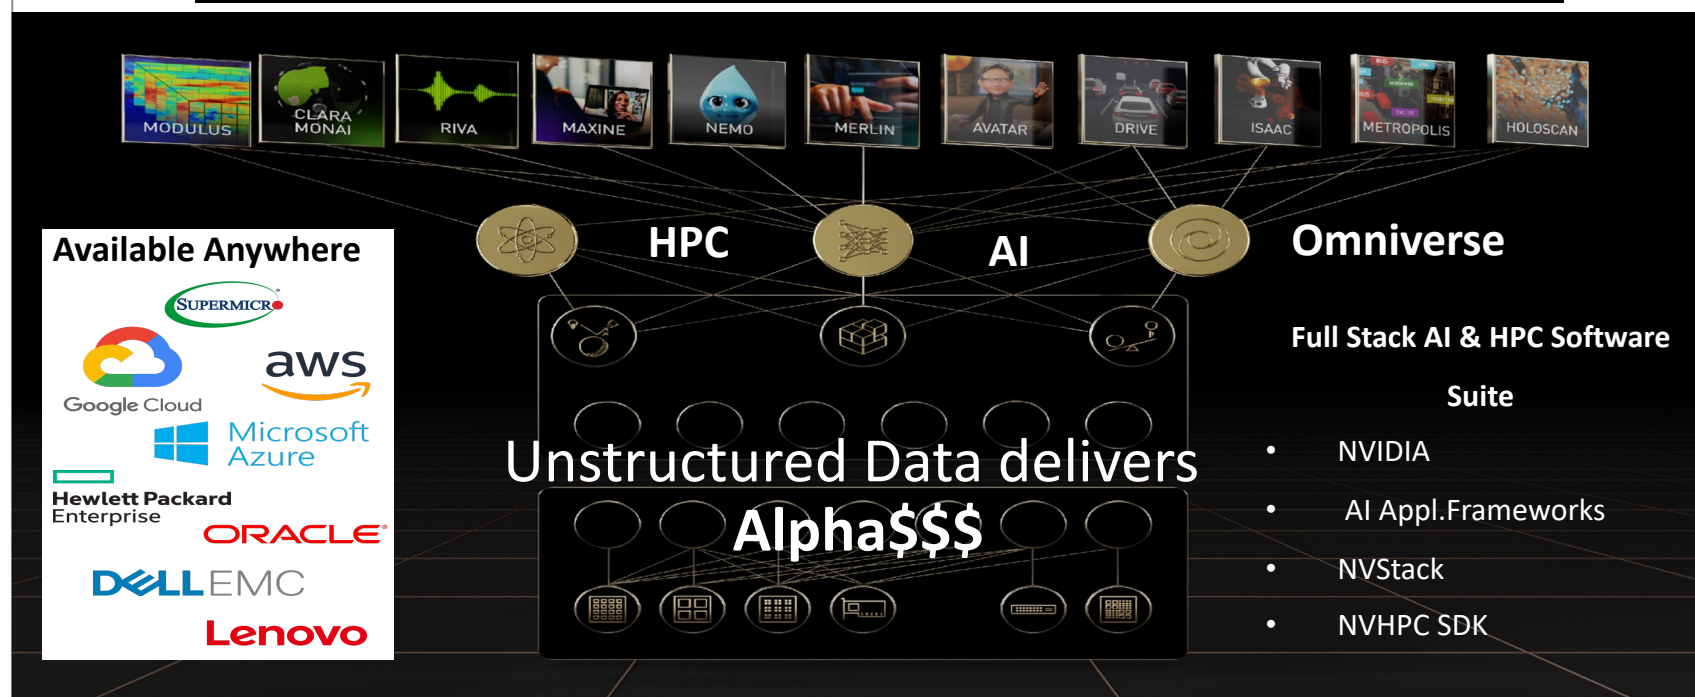 MODULUS
CLARA
MONAI
RIVA
MAXINE
NEMO
MERLIN
AVATAR
DRIVE
ISAAC
METROPOLIS
HOLOSCAN
HPC
AI
Omniverse
Available Anywhere
SUPERMICRO
Google Cloud
aws
Microsoft
Azure
Hewlett Packard
Enterprise
ORACLE
DELLEMC
Lenovo
Unstructured Data delivers
Alpha$$$
Full Stack AI & HPC Software
Suite
• NVIDIA
• AI Appl.Frameworks
• NVStack
• NVHPC SDK